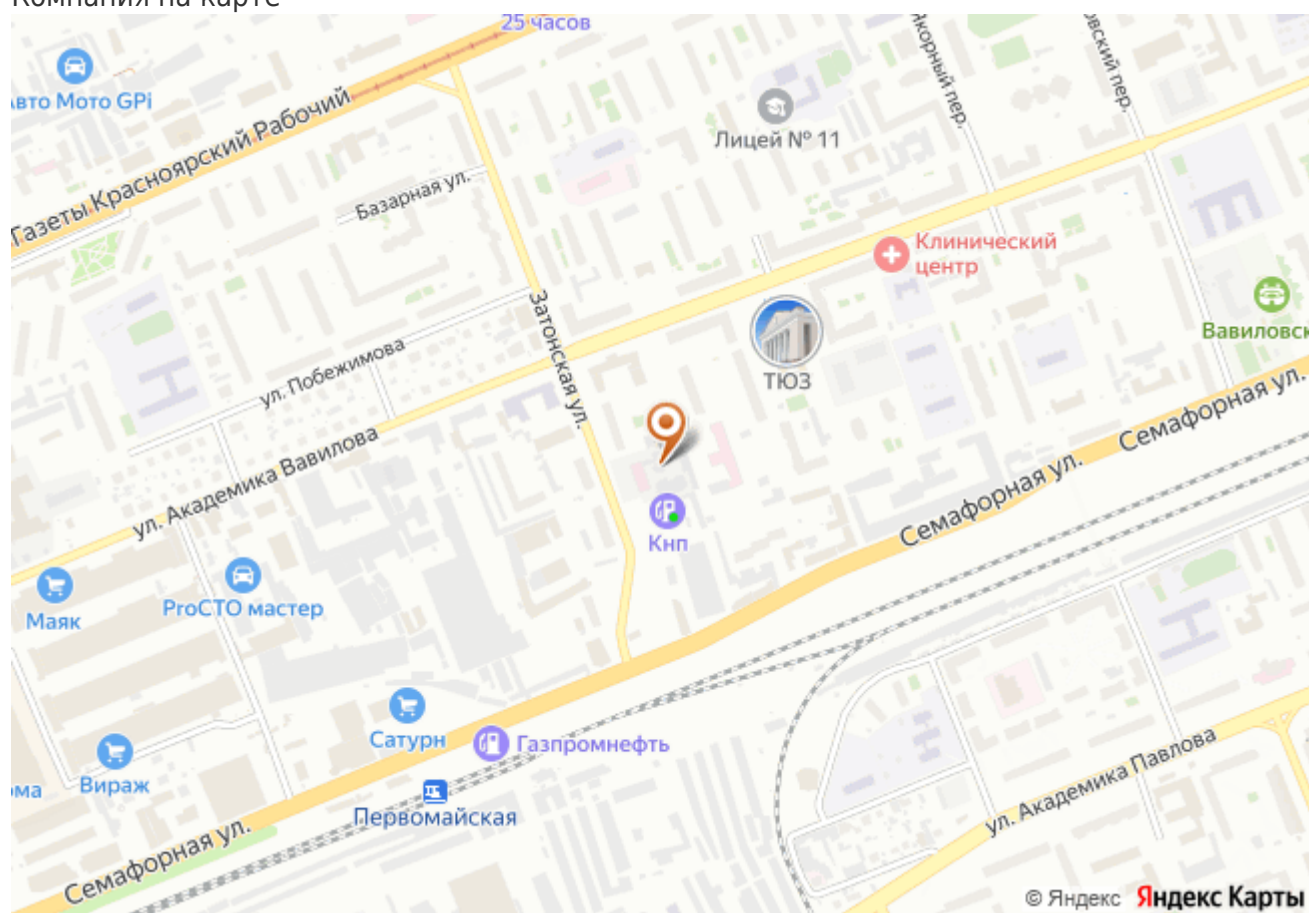 Компания на карте
25 часов
Авто Мото GPi
Газеты Красноярский Рабочий
Базарная ул.
Лицей № 11
Якорный пер.
Клинический
центр
Затонская ул.
ул. Побежимова
ТЮЗ
Вавиловск
ул. Академика Вавилова
Кнп
Семафорная ул.
Семафорная ул.
Маяк
ProСТО мастер
Сатурн
Газпромнефть
Вираж
Первомайская
Семафорная ул.
ул. Академика Павлова
© Яндекс Яндекс Карты